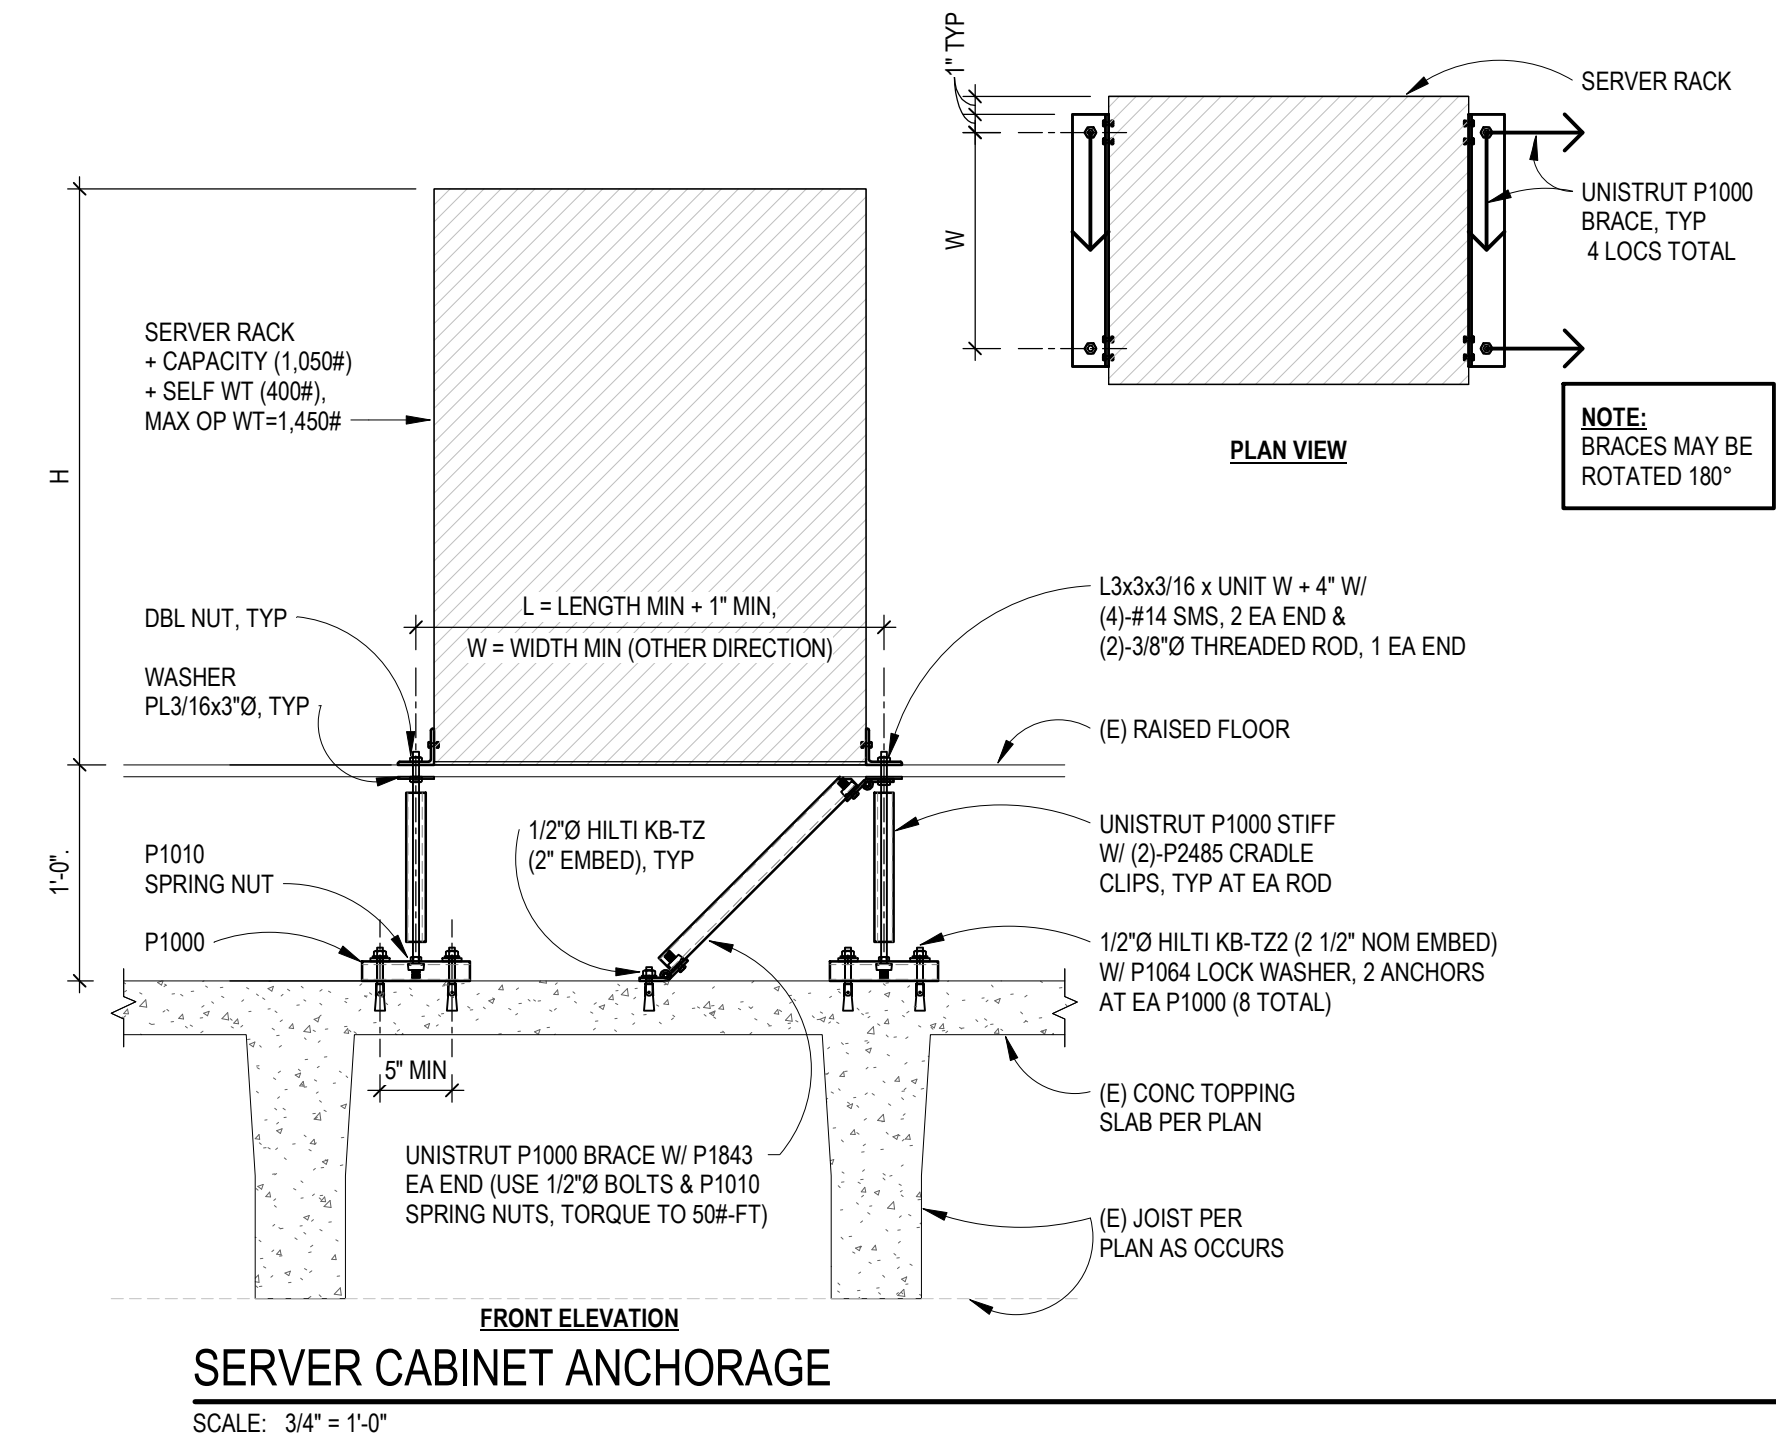 1" TYP
SERVER RACK
W
UNISTRUT P1000
BRACE, TYP
4 LOCS TOTAL
PLAN VIEW
NOTE:
BRACES MAY BE
ROTATED 180°
H
SERVER RACK
+ CAPACITY (1,050#)
+ SELF WT (400#),
MAX OP WT=1,450#
L = LENGTH MIN + 1" MIN,
W = WIDTH MIN (OTHER DIRECTION)
DBL NUT, TYP
WASHER
PL3/16x3"Ø, TYP
L3x3x3/16 x UNIT W + 4" W/
(4)-#14 SMS, 2 EA END &
(2)-3/8"Ø THREADED ROD, 1 EA END
(E) RAISED FLOOR
1'-0".
1/2"Ø HILTI KB-TZ
(2" EMBED), TYP
P1010
SPRING NUT
P1000
UNISTRUT P1000 STIFF
W/ (2)-P2485 CRADLE
CLIPS, TYP AT EA ROD
1/2"Ø HILTI KB-TZ2 (2 1/2" NOM EMBED)
W/ P1064 LOCK WASHER, 2 ANCHORS
AT EA P1000 (8 TOTAL)
5" MIN
(E) CONC TOPPING
SLAB PER PLAN
UNISTRUT P1000 BRACE W/ P1843
EA END (USE 1/2"Ø BOLTS & P1010
SPRING NUTS, TORQUE TO 50#-FT)
(E) JOIST PER
PLAN AS OCCURS
FRONT ELEVATION
SERVER CABINET ANCHORAGE
SCALE: 3/4" = 1'-0"